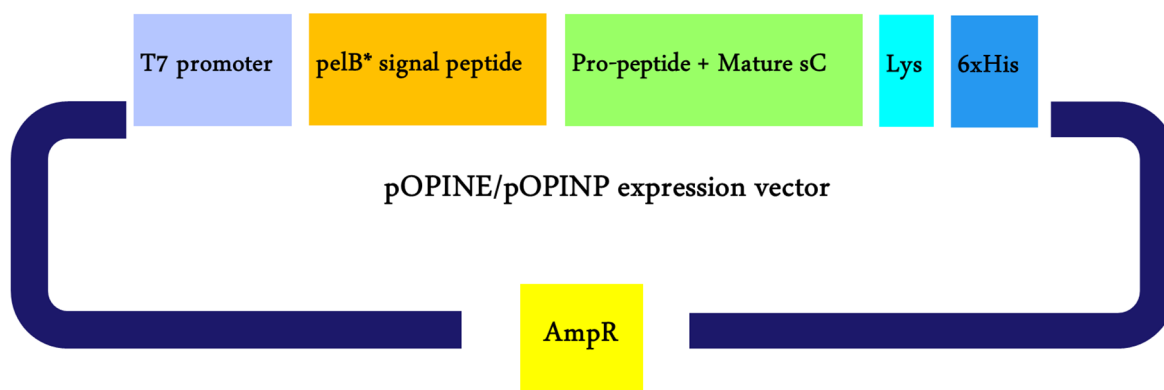 T7 promoter
pelB* signal peptide
Pro-peptide + Mature sC
Lys
6xHis
pOPINE/pOPINP expression vector
AmpR